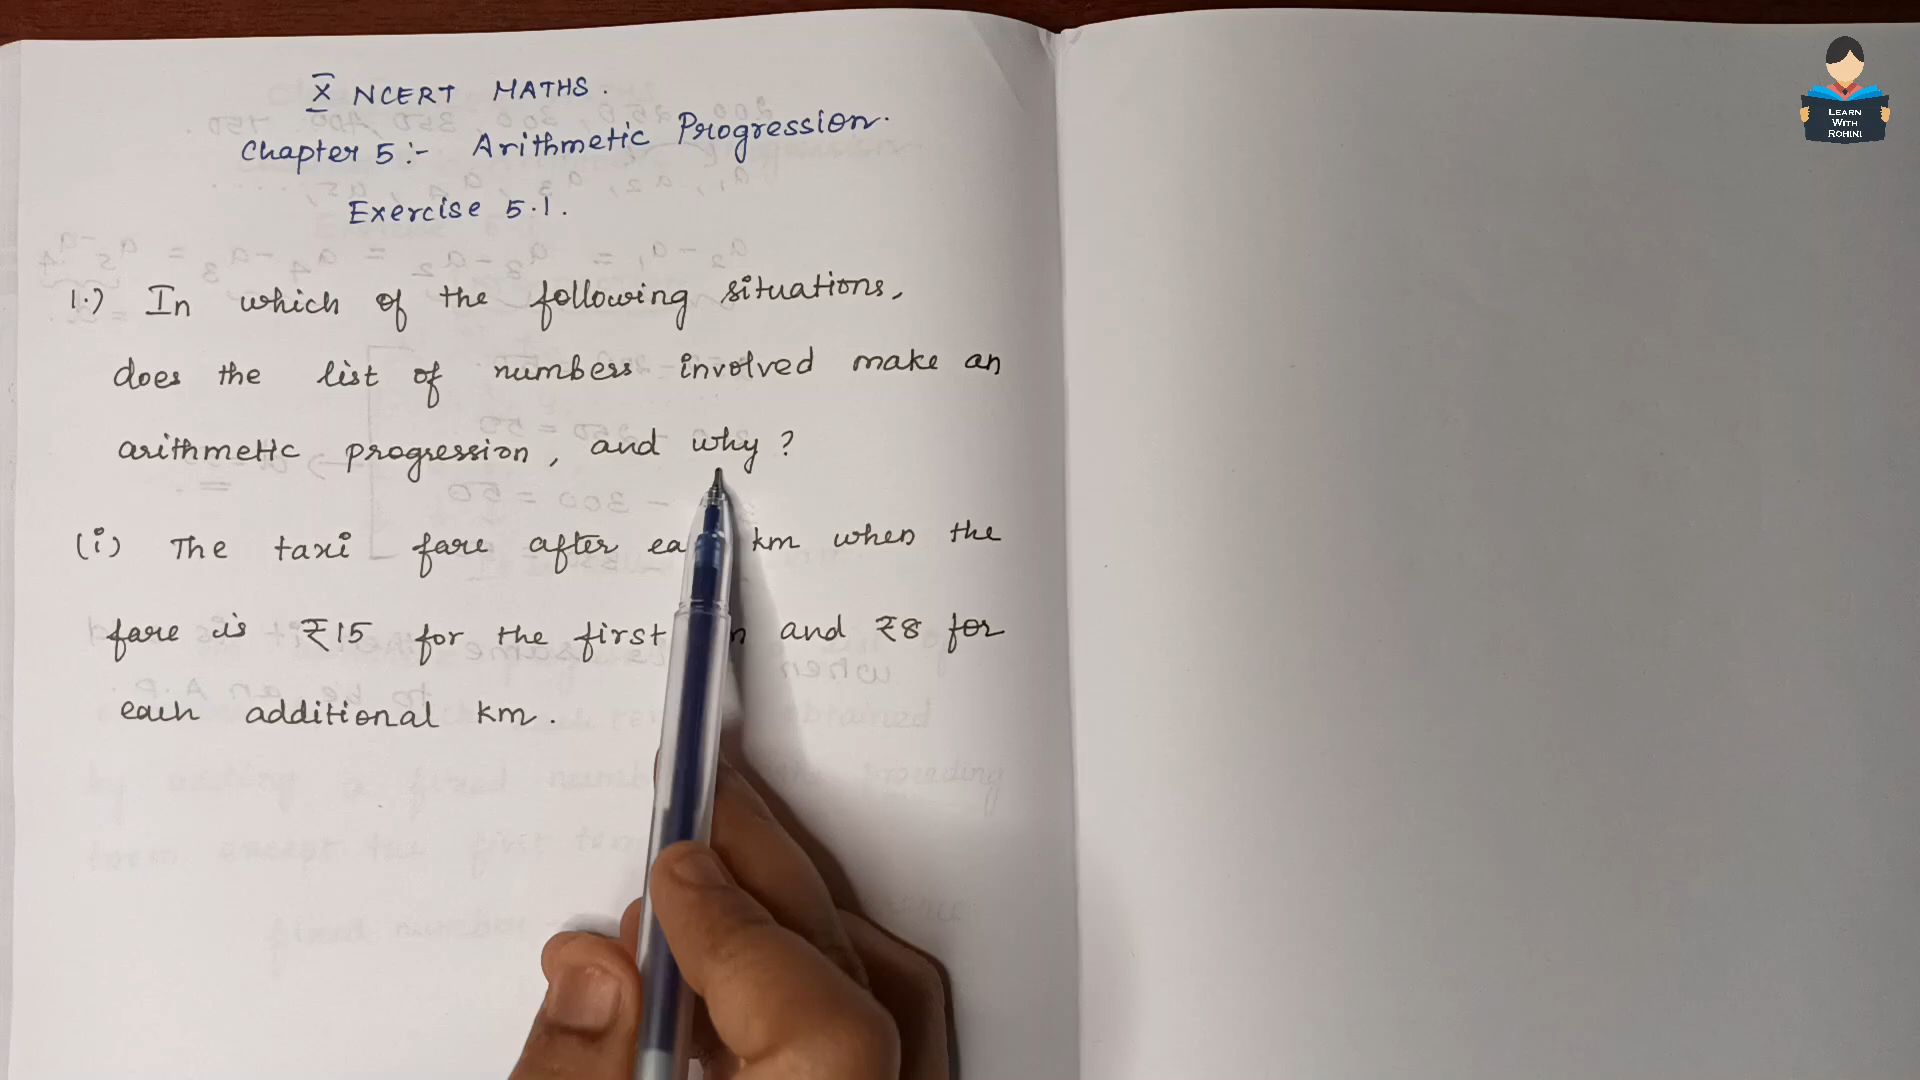 X NCERT MATHS.
Chapter 5:- Arithmetic Progression.
Exercise 5.1.
1.) In which of the following situations,
does the list of numbers involved make an
arithmetic progression, and why?
(i) The taxi fare after ea km when the
fare is ₹15 for the first and ₹8 for
each additional km.
LEARN
WITH
ROHINI